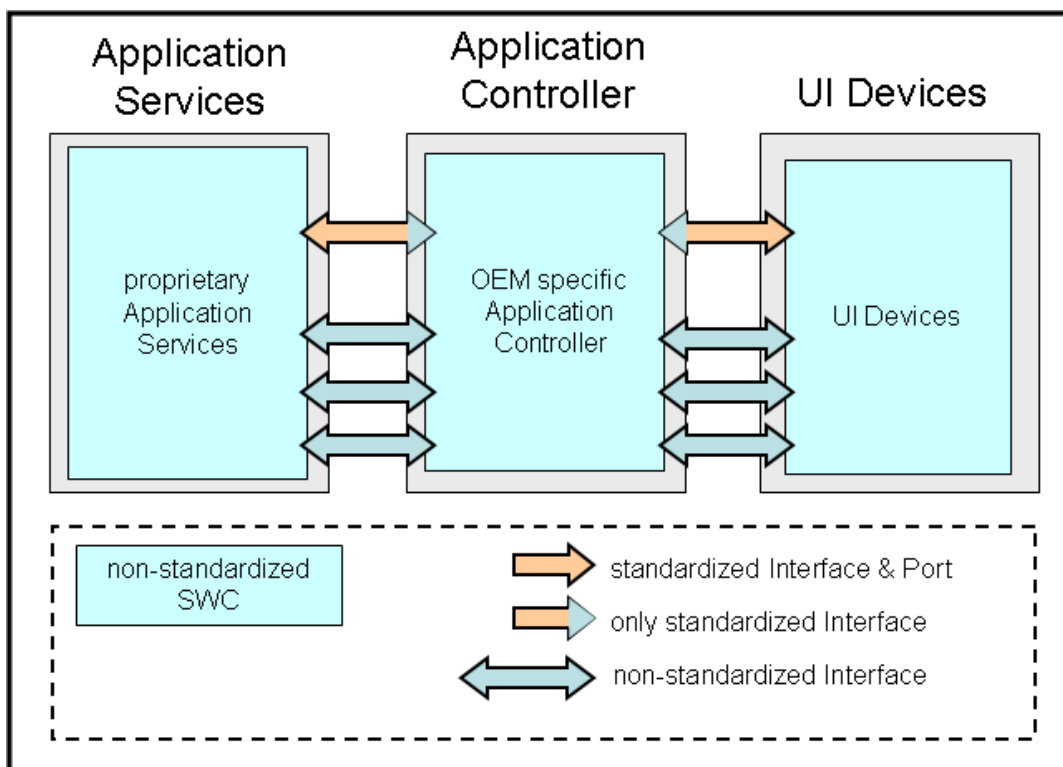 Application
Services
Application
Controller
UI Devices
proprietary
Application
Services
OEM specific
Application
Controller
UI Devices
non-standardized
SWC
standardized Interface & Port
only standardized Interface
non-standardized Interface